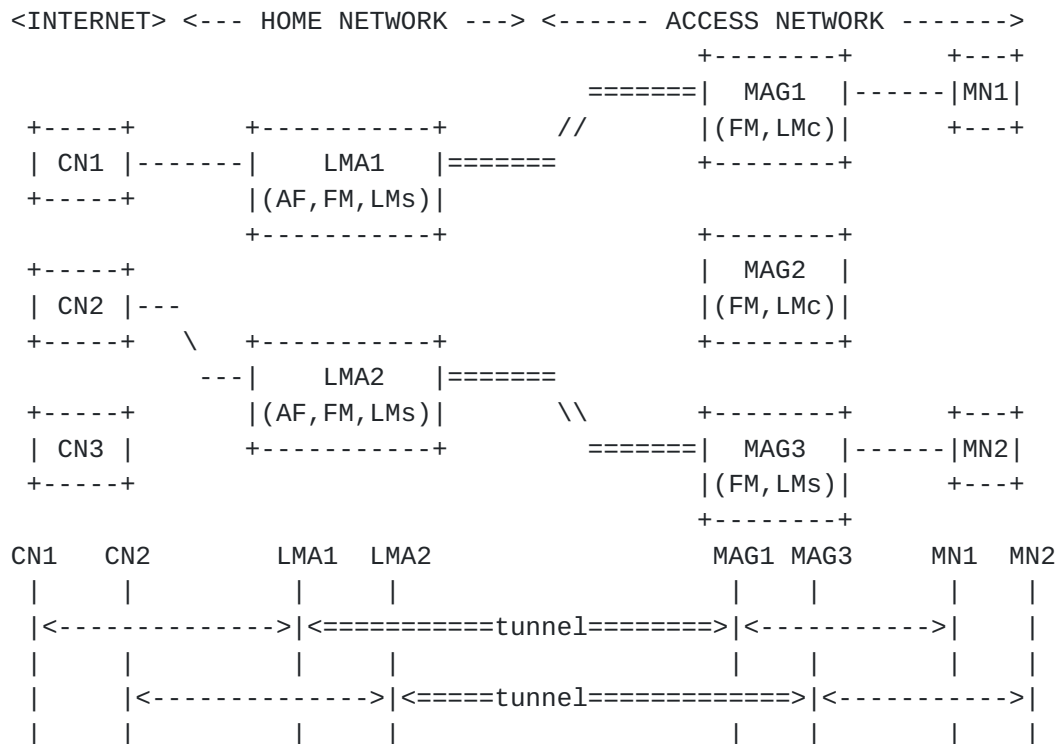 <INTERNET> <--- HOME NETWORK ---> <------ ACCESS NETWORK ------->
                                            +--------+      +---+
                                     =======|  MAG1  |------|MN1|
 +-----+       +-----------+       //       |(FM,LMc)|      +---+
 | CN1 |-------|    LMA1   |=======         +--------+
 +-----+       |(AF,FM,LMs)|
               +-----------+                +--------+
 +-----+                                    |  MAG2  |
 | CN2 |---                                 |(FM,LMc)|
 +-----+   \   +-----------+                +--------+
            ---|    LMA2   |=======
 +-----+       |(AF,FM,LMs)|       \\       +--------+      +---+
 | CN3 |       +-----------+         =======|  MAG3  |------|MN2|
 +-----+                                    |(FM,LMs)|      +---+
                                            +--------+
CN1   CN2        LMA1  LMA2                  MAG1 MAG3     MN1  MN2
 |     |          |     |                     |    |        |    |
 |<-------------->|<===========tunnel========>|<----------->|    |
 |     |          |     |                     |    |        |    |
 |     |<-------------->|<=====tunnel=============>|<----------->|
 |     |          |     |                     |    |        |    |